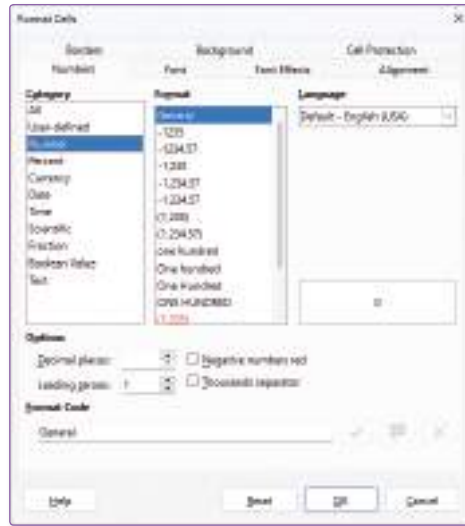 Format Cells
Borders Background Cell Protection
Numbers Font Font Effects Alignment
Category
All
User-defined
Number
Percent
Currency
Date
Time
Scientific
Fraction
Boolean Value
Text
Format
General
-1235
-1234.57
-1,235
-1,234.57
-1,234.57
(1,235)
(1,234.57)
one hundred
One hundred
One Hundred
ONE HUNDRED
(1,235)
Language
Default - English (USA)
Options
Decimal places:
Negative numbers red
Leading zeroes: 1
Thousands separator
Format Code
General
Help Reset OK Cancel